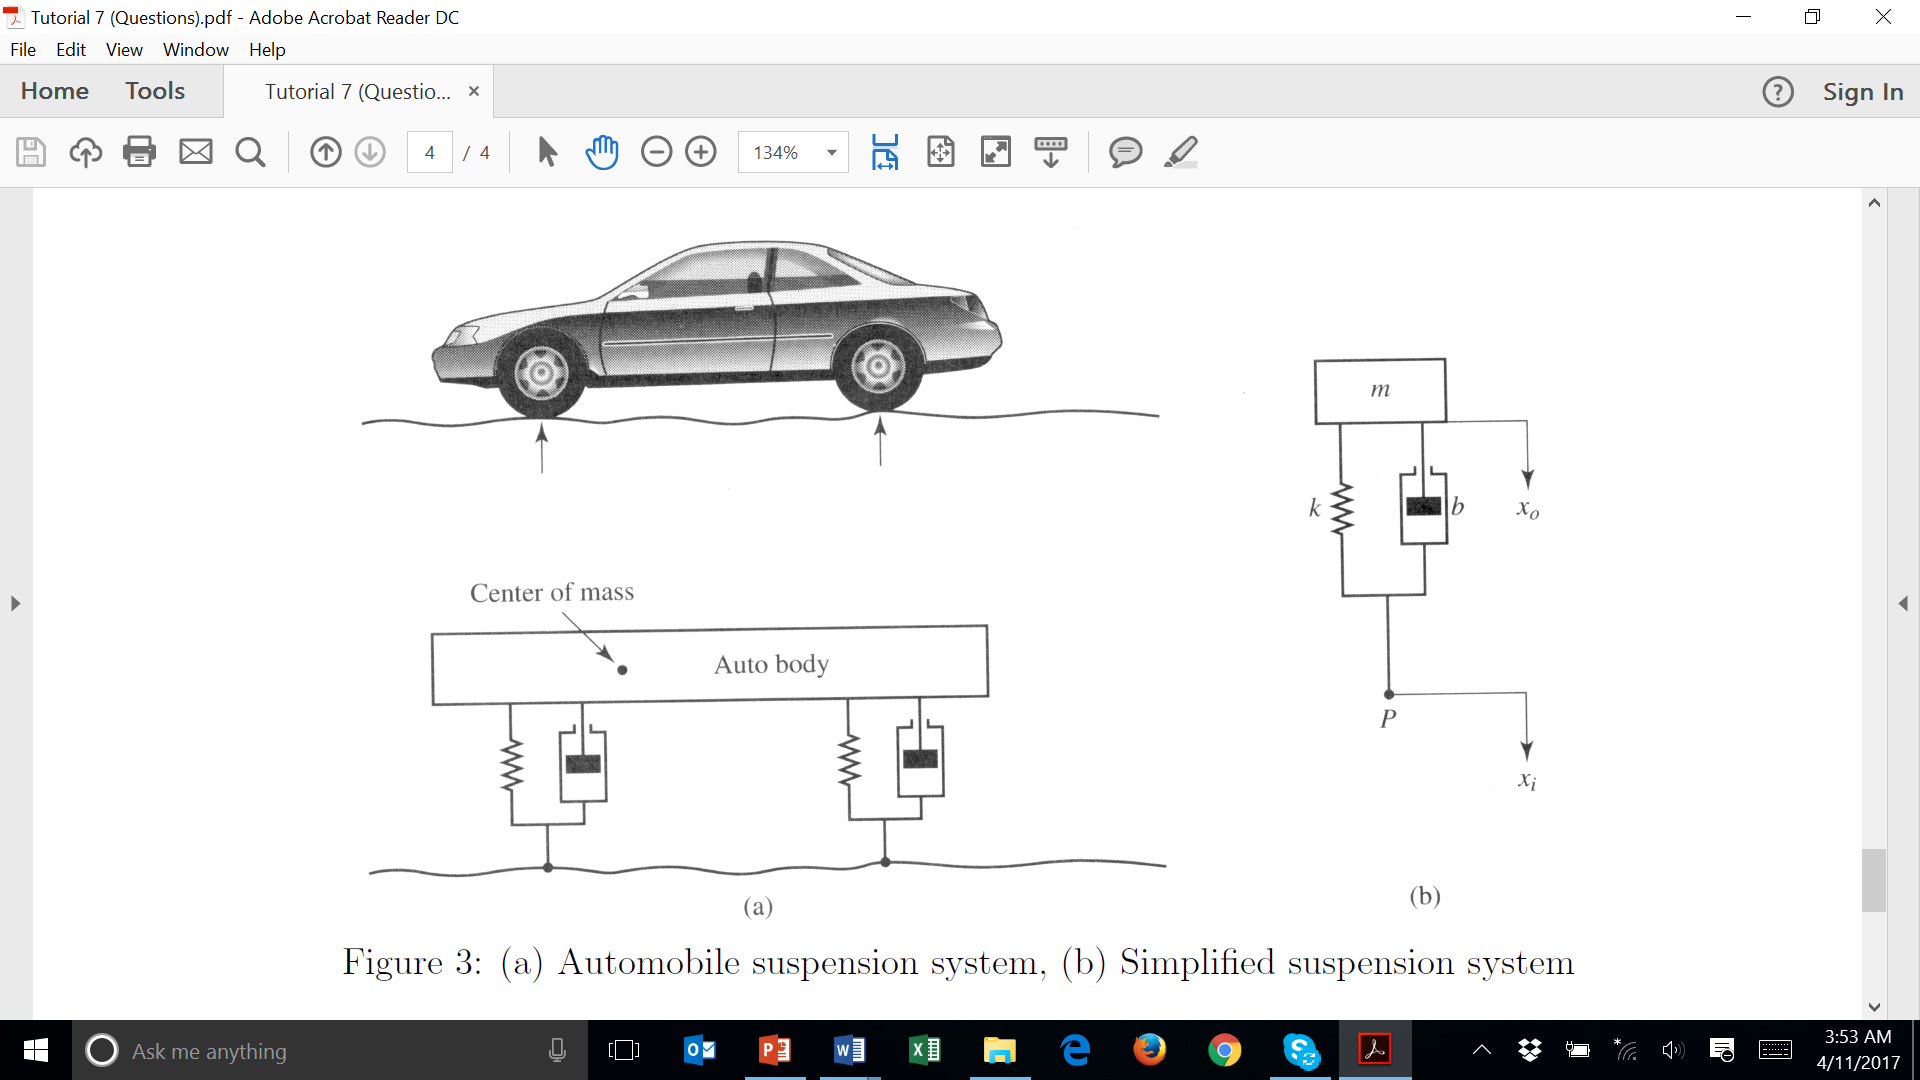 Tutorial 7 (Questions).pdf - Adobe Acrobat Reader DC
File Edit View Window Help
Home Tools Tutorial 7 (Questio... × ? Sign In
4 / 4 134%
m
k b x_o
Center of mass
Auto body
P
x_i
(a) (b)
Figure 3: (a) Automobile suspension system, (b) Simplified suspension system
Ask me anything
3:53 AM
4/11/2017